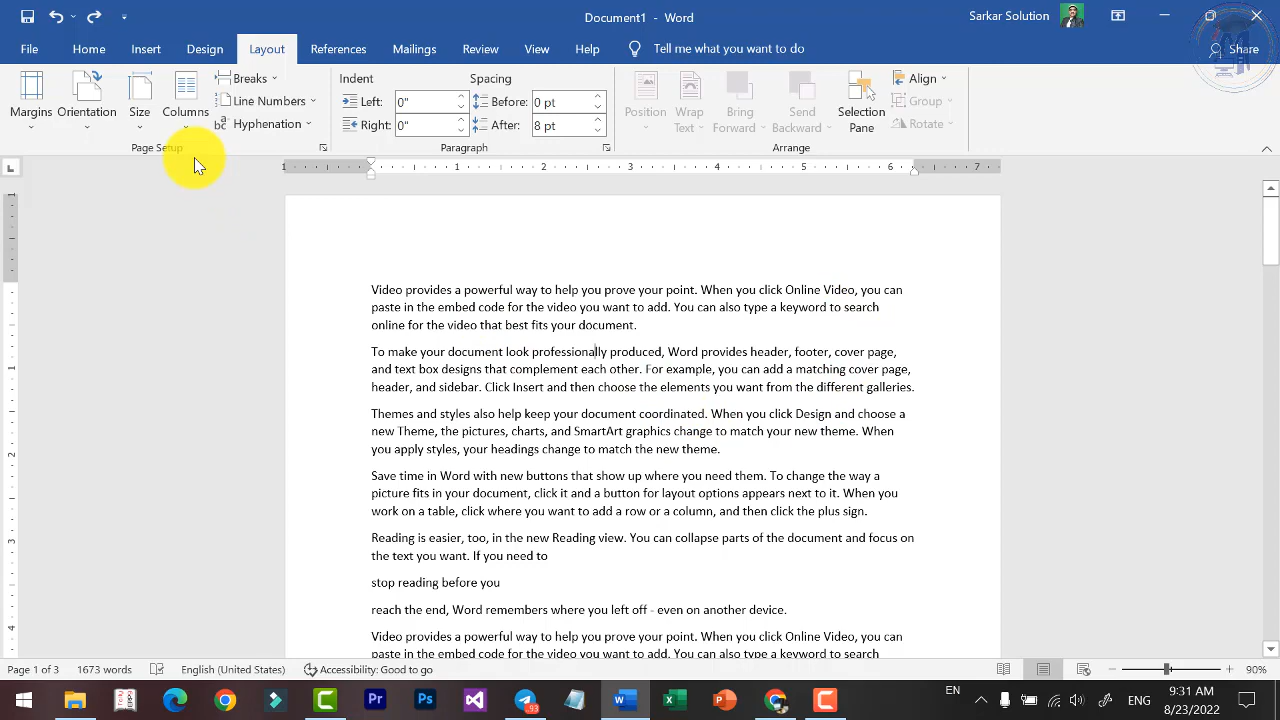 Document1 - Word
Sarkar Solution
File Home Insert Design Layout References Mailings Review View Help Tell me what you want to do Share
Margins Orientation Size Columns Breaks Line Numbers Hyphenation
Page Setup
Indent Spacing
Left: 0" Before: 0 pt
Right: 0" After: 8 pt
Paragraph
Position Wrap Text Bring Forward Send Backward Selection Pane Align Group Rotate
Arrange
1 1 2 3 4 5 6 7
Video provides a powerful way to help you prove your point. When you click Online Video, you can
paste in the embed code for the video you want to add. You can also type a keyword to search
online for the video that best fits your document.
To make your document look professionally produced, Word provides header, footer, cover page,
and text box designs that complement each other. For example, you can add a matching cover page,
header, and sidebar. Click Insert and then choose the elements you want from the different galleries.
Themes and styles also help keep your document coordinated. When you click Design and choose a
new Theme, the pictures, charts, and SmartArt graphics change to match your new theme. When
you apply styles, your headings change to match the new theme.
Save time in Word with new buttons that show up where you need them. To change the way a
picture fits in your document, click it and a button for layout options appears next to it. When you
work on a table, click where you want to add a row or a column, and then click the plus sign.
Reading is easier, too, in the new Reading view. You can collapse parts of the document and focus on
the text you want. If you need to
stop reading before you
reach the end, Word remembers where you left off - even on another device.
Video provides a powerful way to help you prove your point. When you click Online Video, you can
paste in the embed code for the video you want to add. You can also type a keyword to search
Page 1 of 3 1673 words English (United States) Accessibility: Good to go 90%
Pr Ps 93 EN ENG 9:31 AM
8/23/2022